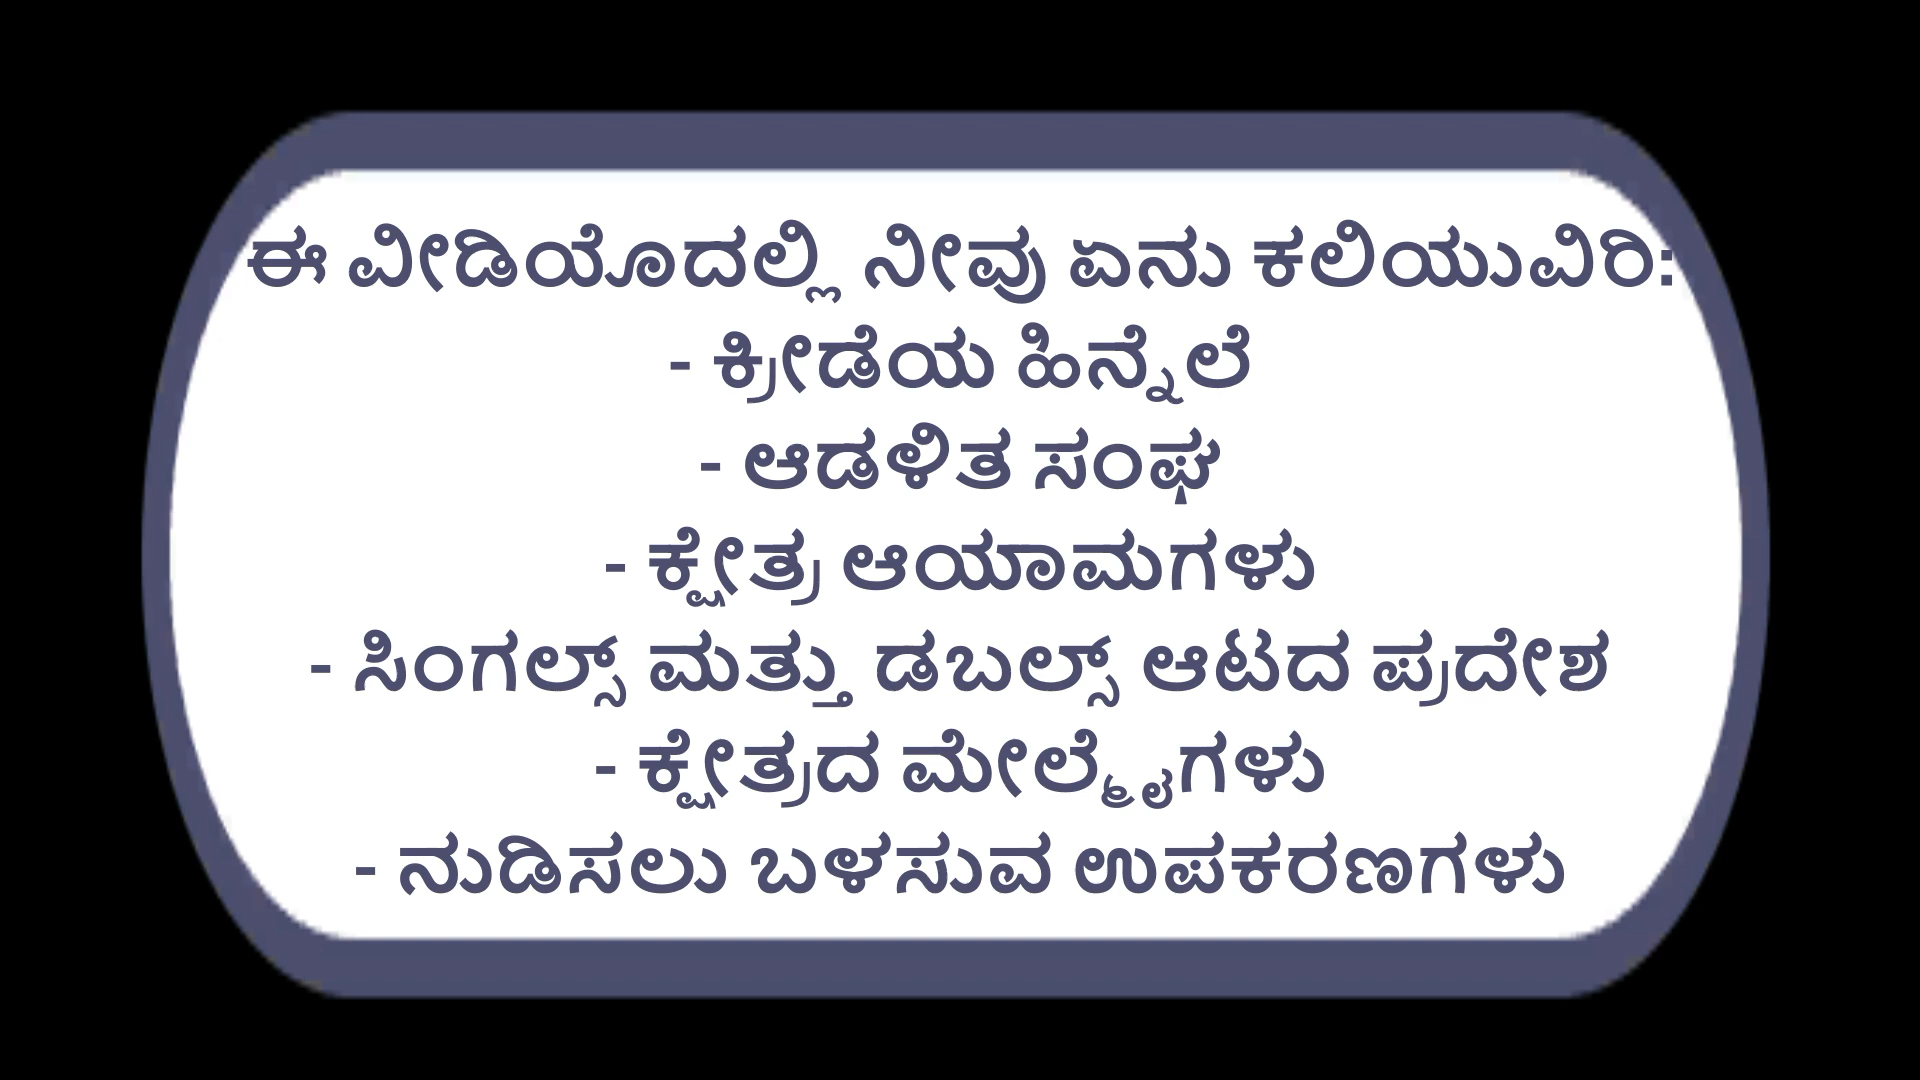 ಈ ವೀಡಿಯೊದಲ್ಲಿ ನೀವು ಏನು ಕಲಿಯುವಿರಿ:
- ಕ್ರೀಡೆಯ ಹಿನ್ನೆಲೆ
- ಆಡಳಿತ ಸಂಘ
- ಕ್ಷೇತ್ರ ಆಯಾಮಗಳು
- ಸಿಂಗಲ್ಸ್ ಮತ್ತು ಡಬಲ್ಸ್ ಆಟದ ಪ್ರದೇಶ
- ಕ್ಷೇತ್ರದ ಮೇಲ್ಮೈಗಳು
- ನುಡಿಸಲು ಬಳಸುವ ಉಪಕರಣಗಳು